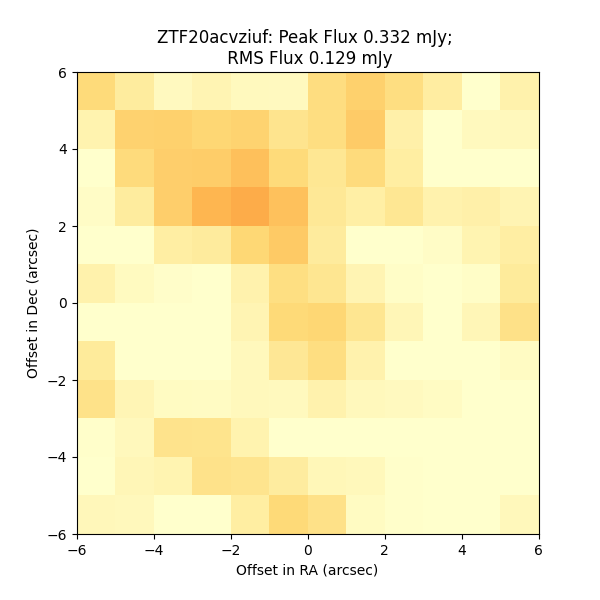 ZTF20acvziuf: Peak Flux 0.332 mJy;
RMS Flux 0.129 mJy
6
4
2
0
−2
−4
−6
Offset in Dec (arcsec)
−6 −4 −2 0 2 4 6
Offset in RA (arcsec)